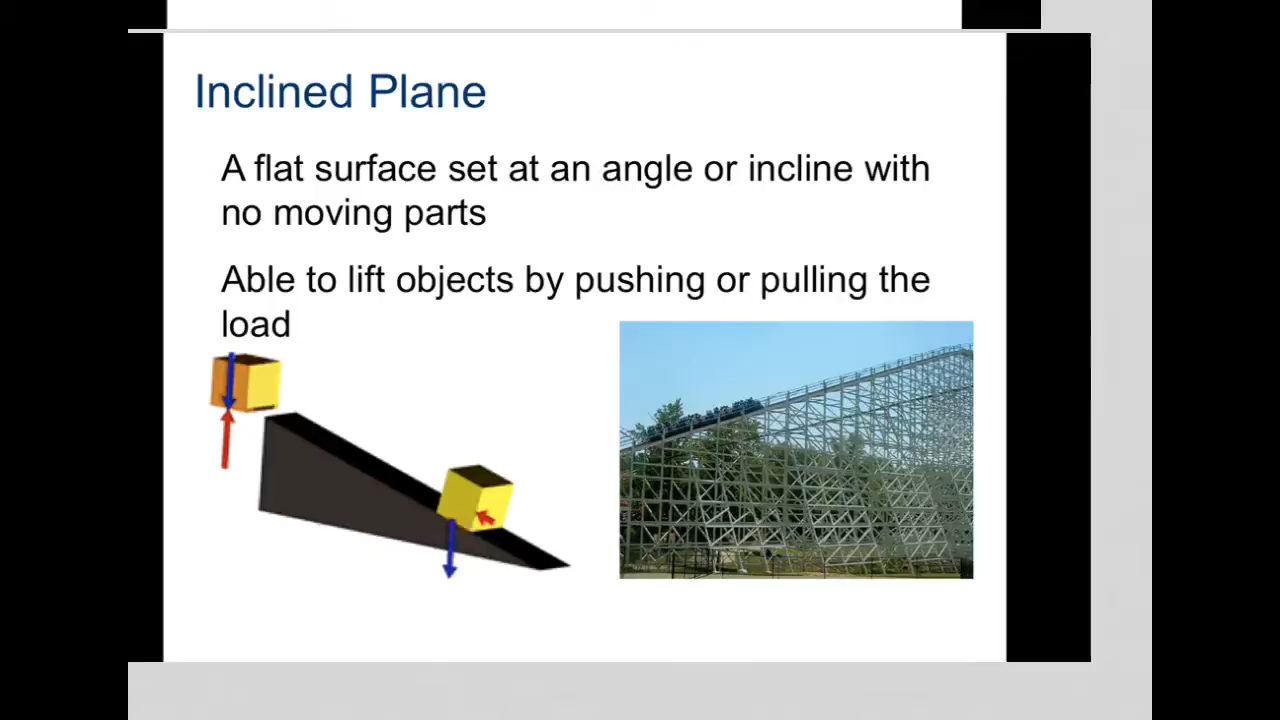 Inclined Plane
A flat surface set at an angle or incline with
no moving parts
Able to lift objects by pushing or pulling the
load